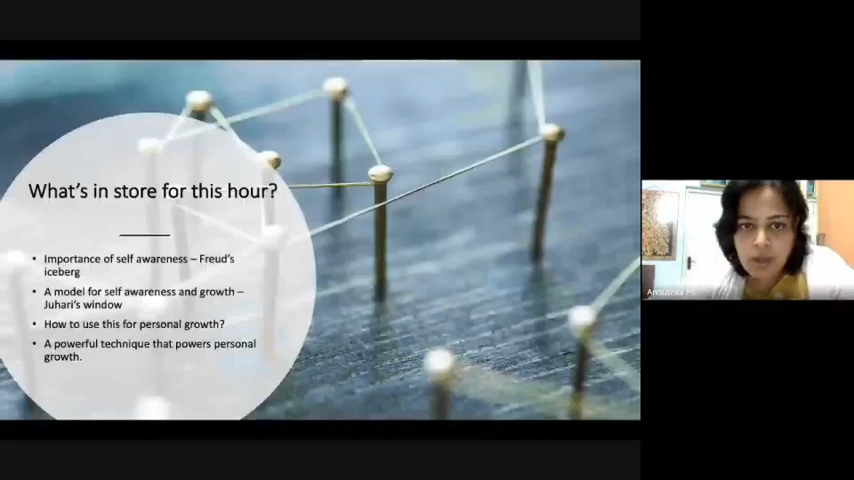 What's in store for this hour?
• Importance of self awareness – Freud's
iceberg
• A model for self awareness and growth –
Juhari's window
• How to use this for personal growth?
• A powerful technique that powers personal
growth.
Anoushka